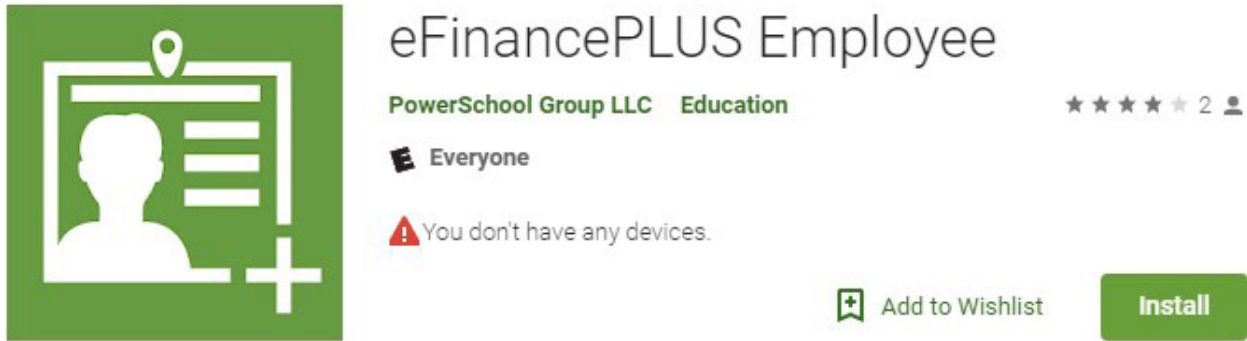 eFinancePLUS Employee
PowerSchool Group LLC Education
2
E Everyone
You don't have any devices.
Add to Wishlist
Install